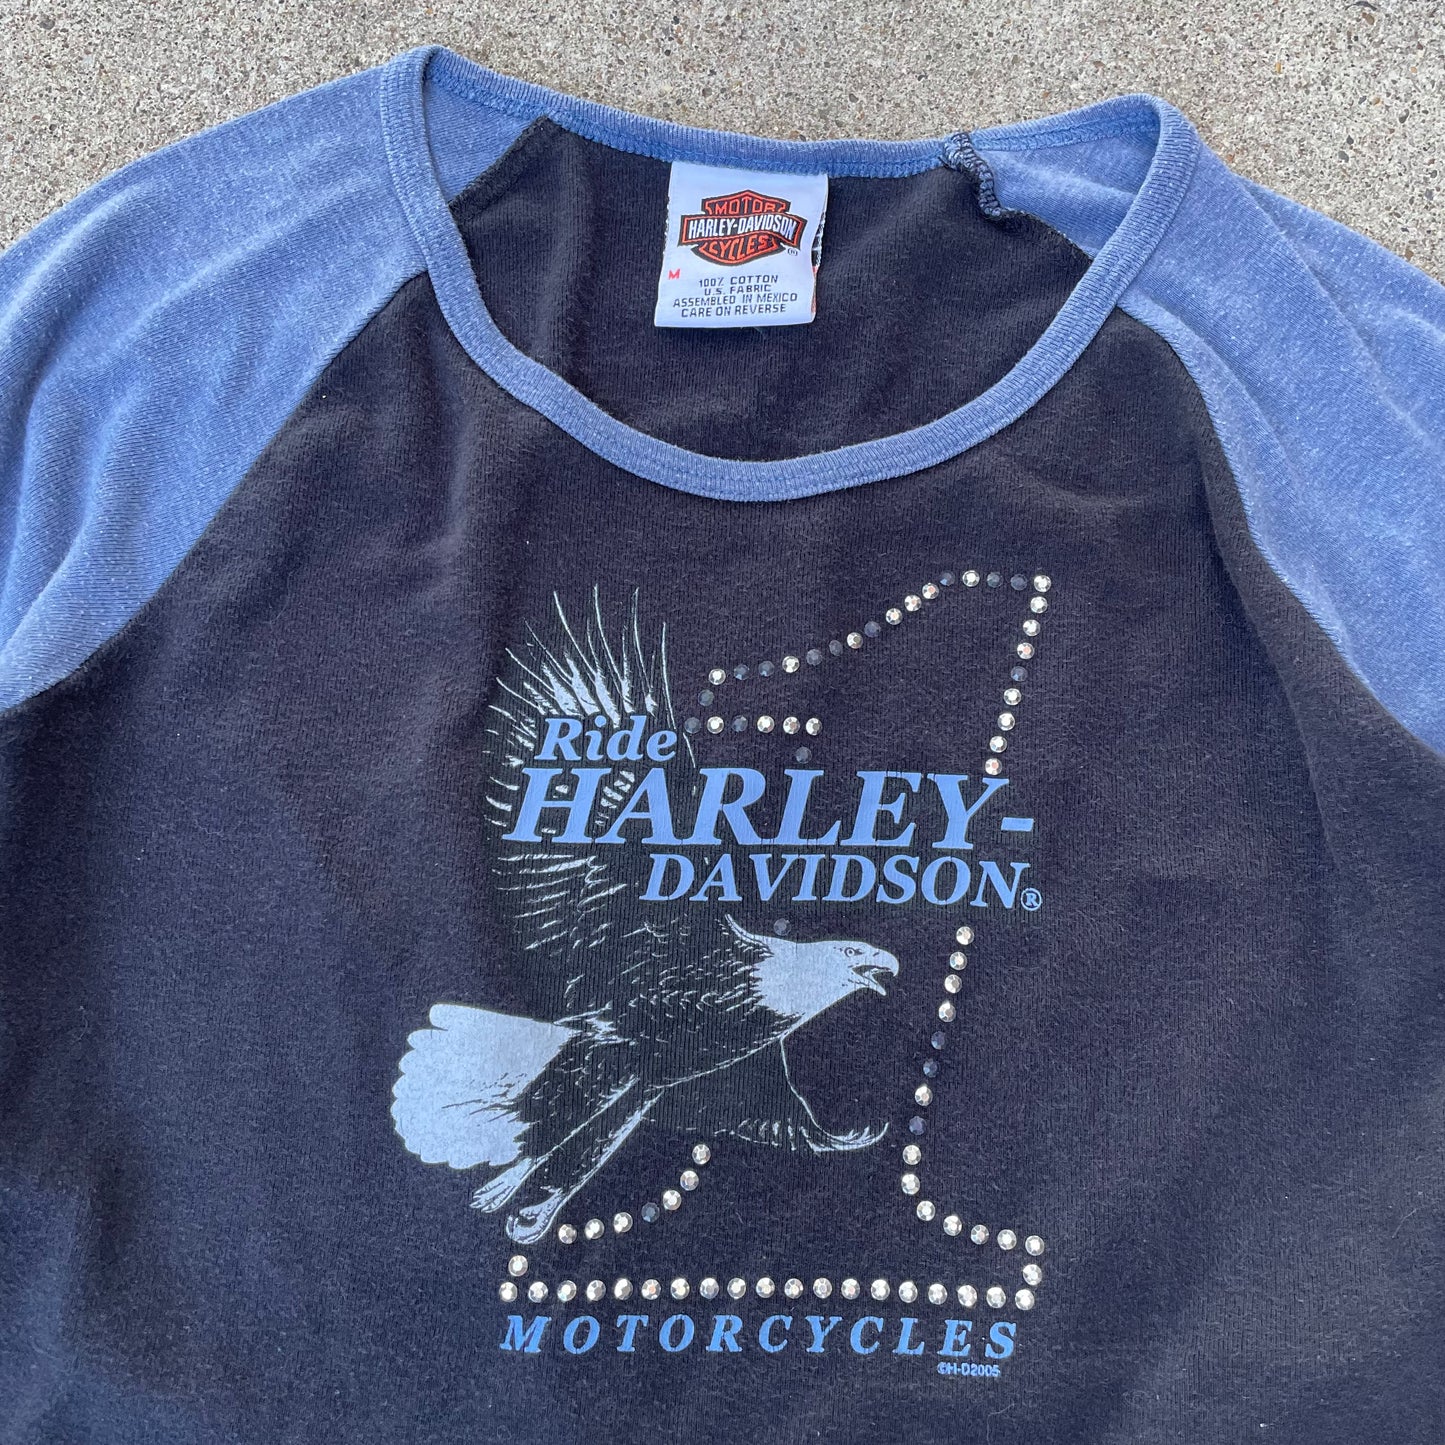 MOTOR
HARLEY-DAVIDSON
CYCLES
®
M
100% COTTON
U.S. FABRIC
ASSEMBLED IN MEXICO
CARE ON REVERSE
Ride
HARLEY-
DAVIDSON®
MOTORCYCLES
©H-D2005